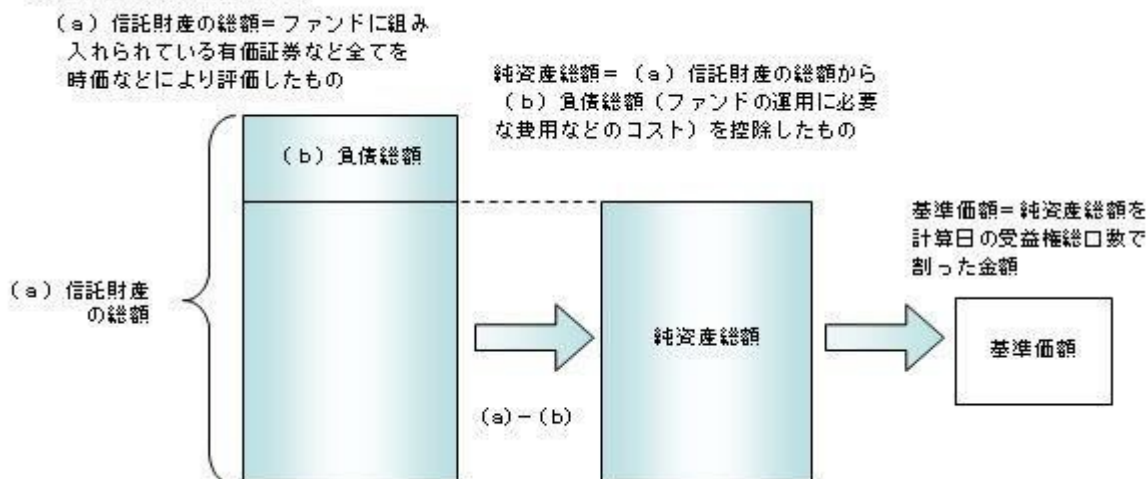 (a)信託財産の総額=ファンドに組み
入れられている有価証券など全てを
時価などにより評価したもの
純資産総額=(a)信託財産の総額から
(b)負債総額(ファンドの運用に必要
な費用などのコスト)を控除したもの
(b)負債総額
基準価額=純資産総額を
計算日の受益権総口数で
割った金額
(a)信託財産
の総額
純資産総額
基準価額
(a)-(b)